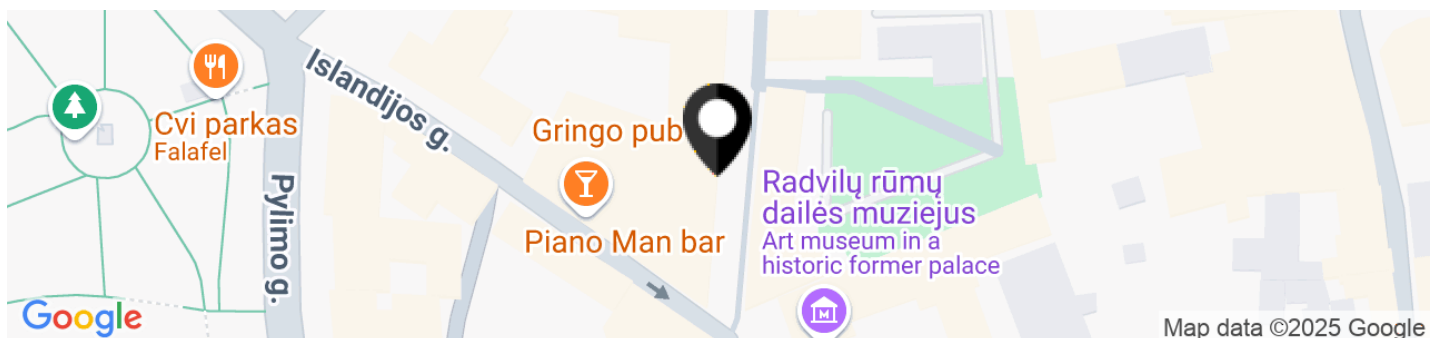 Islandijos g.
Cvi parkas
Falafel
Gringo pub
Pylimo g.
Piano Man bar
Radvilų rūmų
dailės muziejus
Art museum in a
historic former palace
M
Google
Map data ©2025 Google